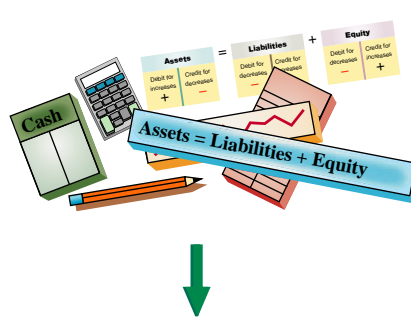 Assets
=
Liabilities
+
Equity
Debit for increases
+
Credit for decreases
−
Debit for decreases
−
Credit for increases
Debit for decreases
−
Credit for increases
+
Cash
Assets = Liabilities + Equity